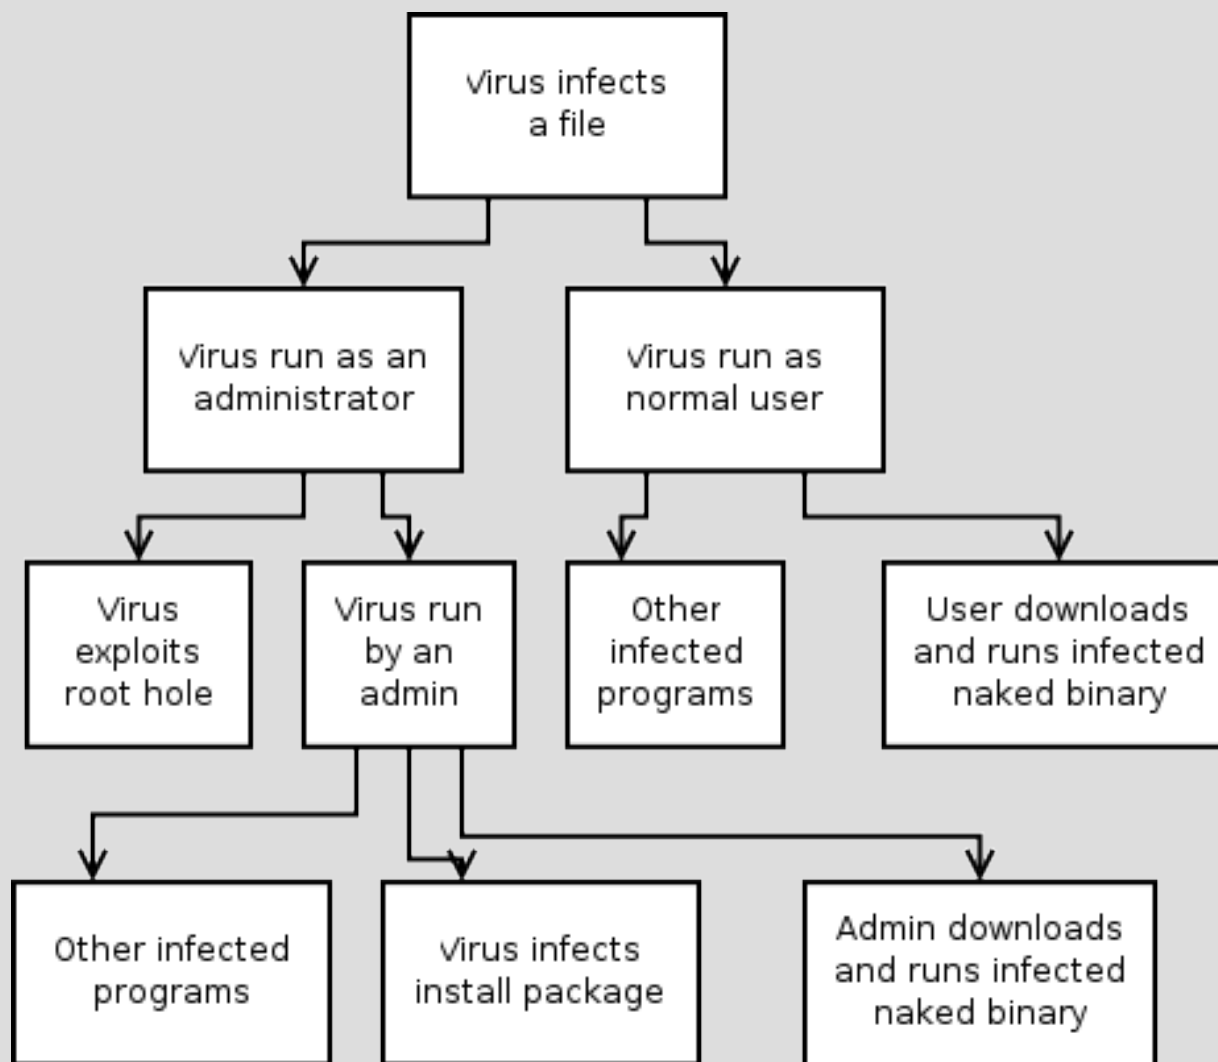 Virus infects
a file
Virus run as an
administrator
Virus run as
normal user
Virus
exploits
root hole
Virus run
by an
admin
Other
infected
programs
User downloads
and runs infected
naked binary
Other infected
programs
Virus infects
install package
Admin downloads
and runs infected
naked binary